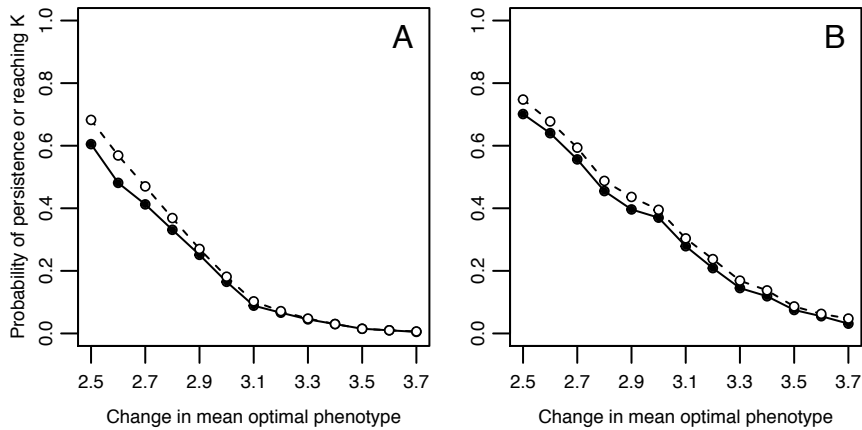 A
Probability of persistence or reaching K
1.0
0.8
0.6
0.4
0.2
0.0
2.5 2.7 2.9 3.1 3.3 3.5 3.7
Change in mean optimal phenotype
B
1.0
0.8
0.6
0.4
0.2
0.0
2.5 2.7 2.9 3.1 3.3 3.5 3.7
Change in mean optimal phenotype